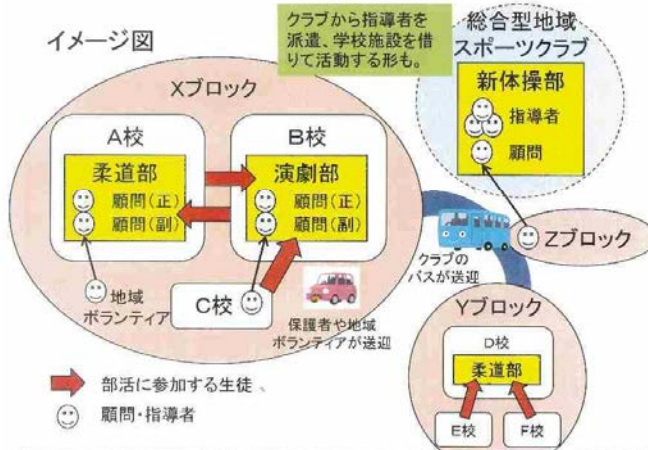 イメージ図
クラブから指導者を
派遣、学校施設を借
りて活動する形も。
総合型地域
スポーツクラブ
新体操部
指導者
顧問
Xブロック
A校
柔道部
顧問(正)
顧問(副)
B校
演劇部
顧問(正)
顧問(副)
地域
ボランティア
C校
保護者や地域
ボランティアが送迎
クラブの
バスが送迎
Zブロック
Yブロック
D校
柔道部
E校
F校
部活に参加する生徒、
顧問・指導者